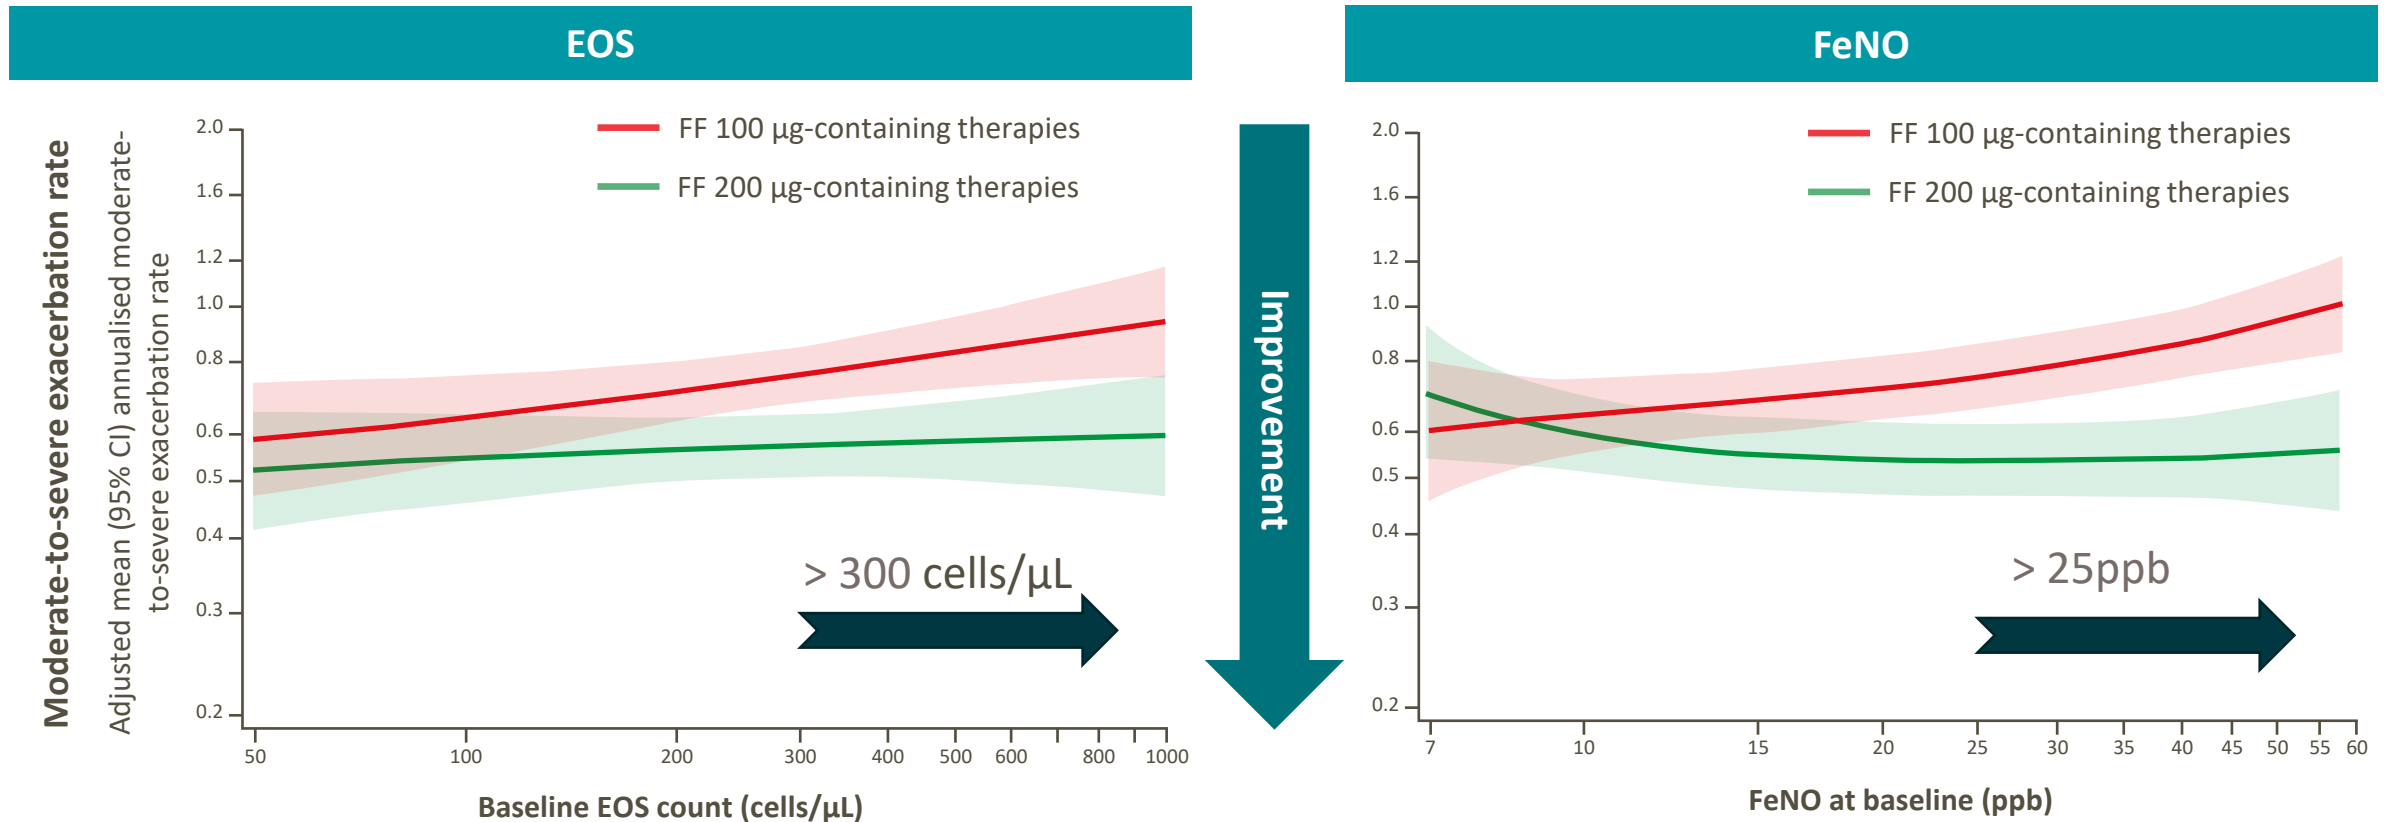 EOS
Moderate-to-severe exacerbation rate
Adjusted mean (95% CI) annualised moderate-
to-severe exacerbation rate
2.0
1.6
1.2
1.0
0.8
0.6
0.5
0.4
0.3
0.2
FF 100 µg-containing therapies
FF 200 µg-containing therapies
> 300 cells/µL
50
100
200
300
400
500
600
800
1000
Baseline EOS count (cells/µL)
Improvement
FeNO
2.0
1.6
1.2
1.0
0.8
0.6
0.5
0.4
0.3
0.2
FF 100 µg-containing therapies
FF 200 µg-containing therapies
> 25ppb
7
10
15
20
25
30
35
40
45
50
55
60
FeNO at baseline (ppb)